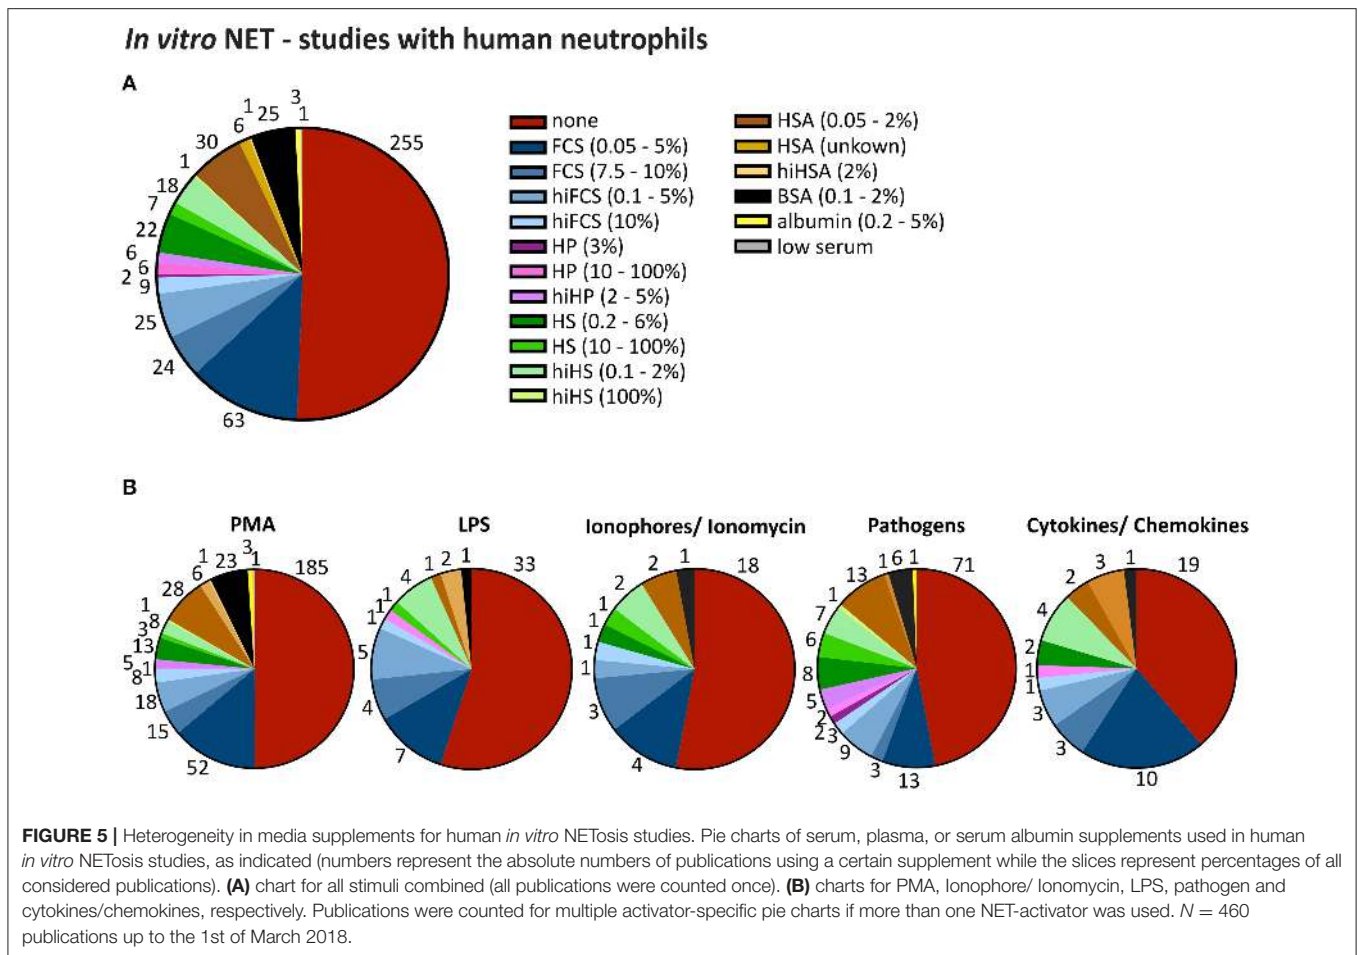 In vitro NET - studies with human neutrophils
A
3
1 25 1
6
30 255
1
18
7
22
6
6
2 9
25
24
63
none
FCS (0.05 - 5%)
FCS (7.5 - 10%)
hiFCS (0.1 - 5%)
hiFCS (10%)
HP (3%)
HP (10 - 100%)
hiHP (2 - 5%)
HS (0.2 - 6%)
HS (10 - 100%)
hiHS (0.1 - 2%)
hiHS (100%)
HSA (0.05 - 2%)
HSA (unkown)
hiHSA (2%)
BSA (0.1 - 2%)
albumin (0.2 - 5%)
low serum
B
PMA
1 23 3 1 185
6
28
1
8
3
13
5 1
8
18
15
52
LPS
1 2 1 33
4
1
1
1
1
5
4
7
Ionophores/ Ionomycin
2 1 18
2
1
1
1
1
3
4
Pathogens
1 6 1 71
13
1
7
6
8
5
2
2 3
9
3
13
Cytokines/ Chemokines
3 1 19
2
4
2
1
1
3
3
10
FIGURE 5 | Heterogeneity in media supplements for human in vitro NETosis studies. Pie charts of serum, plasma, or serum albumin supplements used in human
in vitro NETosis studies, as indicated (numbers represent the absolute numbers of publications using a certain supplement while the slices represent percentages of all
considered publications). (A) chart for all stimuli combined (all publications were counted once). (B) charts for PMA, Ionophore/ Ionomycin, LPS, pathogen and
cytokines/chemokines, respectively. Publications were counted for multiple activator-specific pie charts if more than one NET-activator was used. N = 460
publications up to the 1st of March 2018.